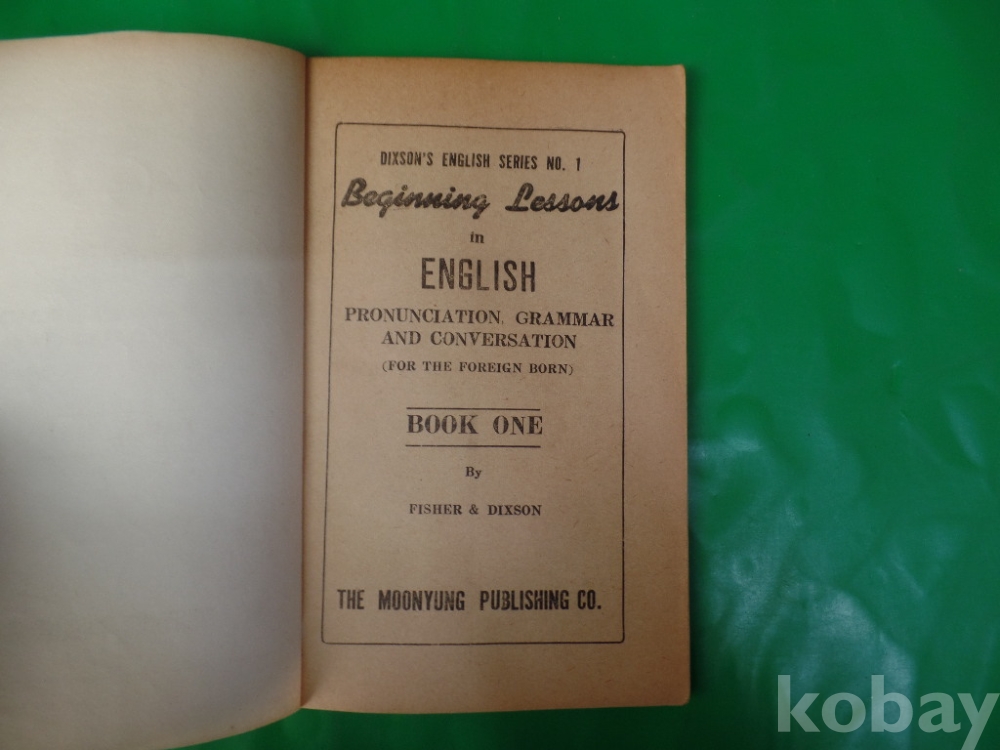 DIXSON'S ENGLISH SERIES NO. 1
Beginning Lessons
in
ENGLISH
PRONUNCIATION, GRAMMAR
AND CONVERSATION
(FOR THE FOREIGN BORN)
BOOK ONE
By
FISHER & DIXSON
THE MOONYUNG PUBLISHING CO.
kobay